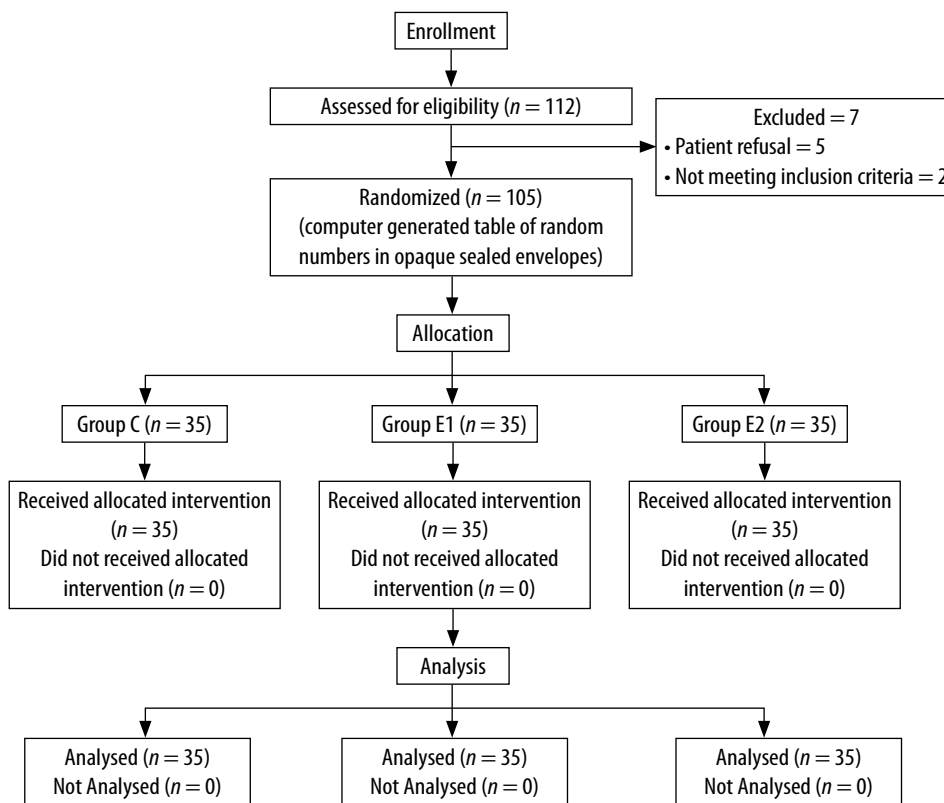 Enrollment
Assessed for eligibility (n = 112)
Excluded = 7
• Patient refusal = 5
• Not meeting inclusion criteria = 2
Randomized (n = 105)
(computer generated table of random
numbers in opaque sealed envelopes)
Allocation
Group C (n = 35)
Group E1 (n = 35)
Group E2 (n = 35)
Received allocated intervention
(n = 35)
Did not received allocated
intervention (n = 0)
Received allocated intervention
(n = 35)
Did not received allocated
intervention (n = 0)
Received allocated intervention
(n = 35)
Did not received allocated
intervention (n = 0)
Analysis
Analysed (n = 35)
Not Analysed (n = 0)
Analysed (n = 35)
Not Analysed (n = 0)
Analysed (n = 35)
Not Analysed (n = 0)